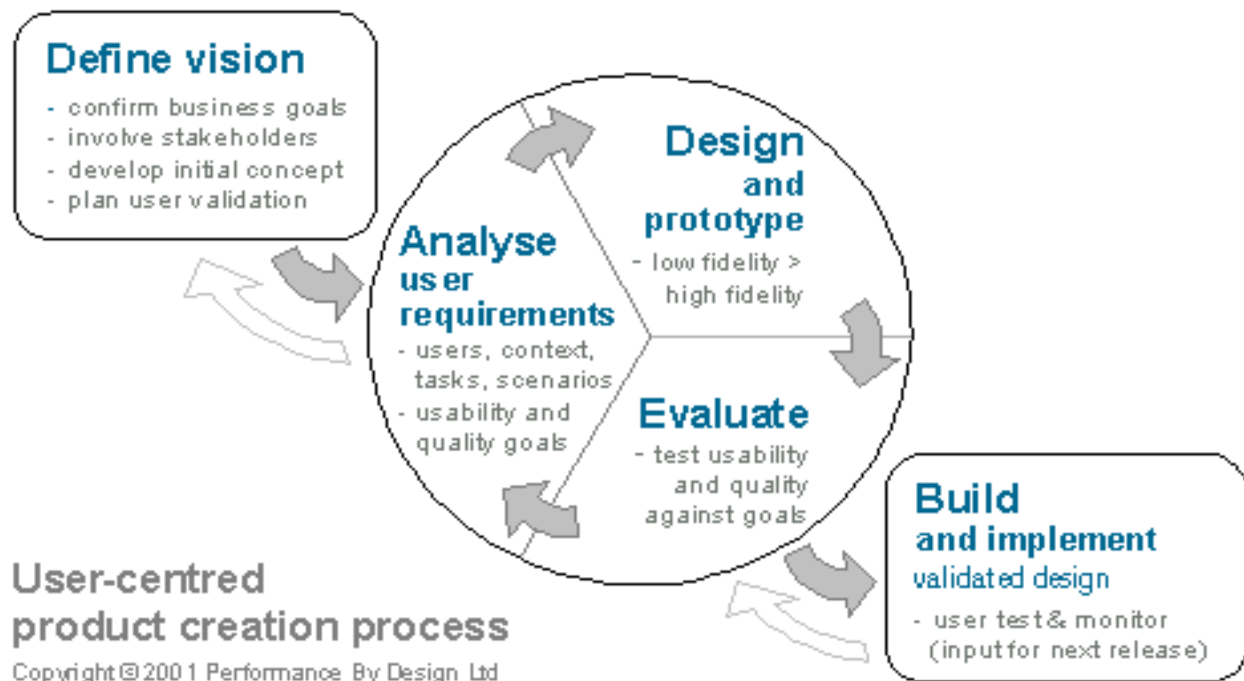 Define vision
- confirm business goals
- involve stakeholders
- develop initial concept
- plan user validation
Analyse
user
requirements
- users, context,
tasks, scenarios
- usability and
quality goals
Design
and
prototype
- low fidelity >
high fidelity
Evaluate
- test usability
and quality
against goals
Build
and implement
validated design
- user test & monitor
(input for next release)
User-centred
product creation process
Copyright © 2001 Performance By Design Ltd